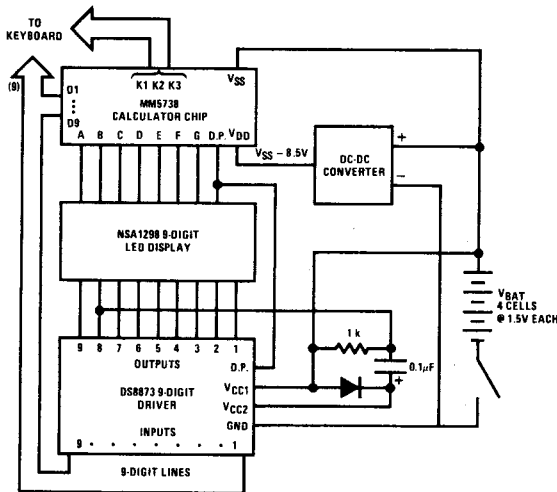 TO
KEYBOARD
(9)
D1
D9
K1 K2 K3
VSS
MM5738
CALCULATOR CHIP
A B C D E F G D.P. VDD
VSS – 8.5V
DC-DC
CONVERTER
+
–
NSA1298 9-DIGIT
LED DISPLAY
VBAT
4 CELLS
@ 1.5V EACH
9 8 7 6 5 4 3 2 1
OUTPUTS
D.P.
DS8873 9-DIGIT
DRIVER
VCC1
VCC2
GND
INPUTS
9 1
1 k
0.1μF
+
9-DIGIT LINES